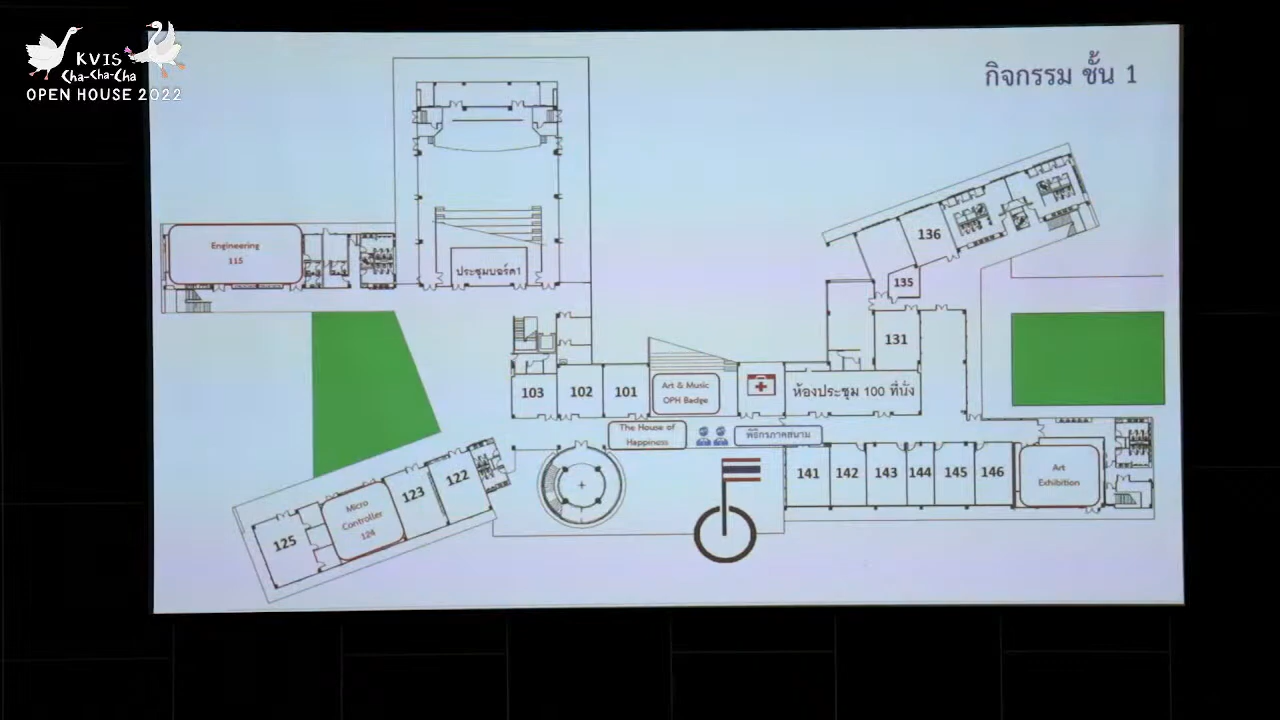 KVIS
Cha-Cha-Cha
OPEN HOUSE 2022
กิจกรรม ชั้น 1
Engineering
115
ประชุมบอร์ด1
136
135
131
103
102
101
Art & Music
OPH Badge
ห้องประชุม 100 ที่นั่ง
The House of
Happiness
พิธีกรภาคสนาม
141
142
143
144
145
146
Art
Exhibition
125
Micro
Controller
124
123
122